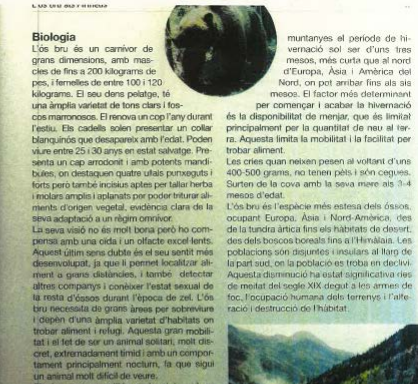 L'ós bru als Pirineus
Biologia
L'ós bru és un carnívor de
grans dimensions, amb mas-
cles de fins a 200 kilograms de
pes, i femelles de entre 100 i 120
kilograms. El seu dens pelatge, té
una àmplia varietat de tons clars i fos-
cos marronosos. El renova un cop l'any durant
l'estiu. Els cadells solen presentar un collar
blanquinós que desapareix amb l'edat. Poden
viure entre 25 i 30 anys en estat salvatge. Pre-
senta un cap arrodonit i amb potents mandí-
bules, on destaquen quatre ullals punxeguts i
forts però també incisius aptes per tallar herba
i molars amplis i aplanats per poder triturar ali-
ments d'origen vegetal, evidència clara de la
seva adaptació a un règim omnívor.
La seva visió no és molt bona però ho com-
pensa amb una oïda i un olfacte excel·lents.
Aquest últim sens dubte és el seu sentit més
desenvolupat, ja que li permet localitzar ali-
ment a grans distàncies, i també detectar
altres companys i conèixer l'estat sexual de
la resta d'óssos durant l'època de zel. L'ós
bru necessita de grans àrees per sobreviure
i depèn d'una àmplia varietat d'hàbitats on
trobar aliment i refugi. Aquesta gran mobili-
tat i el fet de ser un animal solitari, molt dis-
cret, extremadament tímid i amb un compor-
tament principalment nocturn, fa que sigui
un animal molt difícil de veure.
muntanyes el període de hi-
vernació sol ser d'uns tres
mesos, més curta que al nord
d'Europa, Àsia i Amèrica del
Nord, on pot arribar fins als sis
mesos. El factor més determinant
per començar i acabar la hivernació
és la disponibilitat de menjar, que és limitat
principalment per la quantitat de neu al ter-
ra. Aquesta limita la mobilitat i la facilitat per
trobar aliment.
Les cries quan neixen pesen al voltant d'uns
400-500 grams, no tenen pèls i són cegues.
Surten de la cova amb la seva mare als 3-4
mesos d'edat.
L'ós bru és l'espècie més estesa dels óssos,
ocupant Europa, Àsia i Nord-Amèrica, des
de la tundra àrtica fins els hàbitats de desert,
des dels boscos boreals fins a l'Himàlaia. Les
poblacions són disjuntes i insulars al llarg de
la part sud, on la població es troba en declivi.
Aquesta disminució ha estat significativa des
de meitat del segle XIX degut a les armes de
foc, l'ocupació humana dels terrenys i l'alte-
ració i destrucció de l'hàbitat.